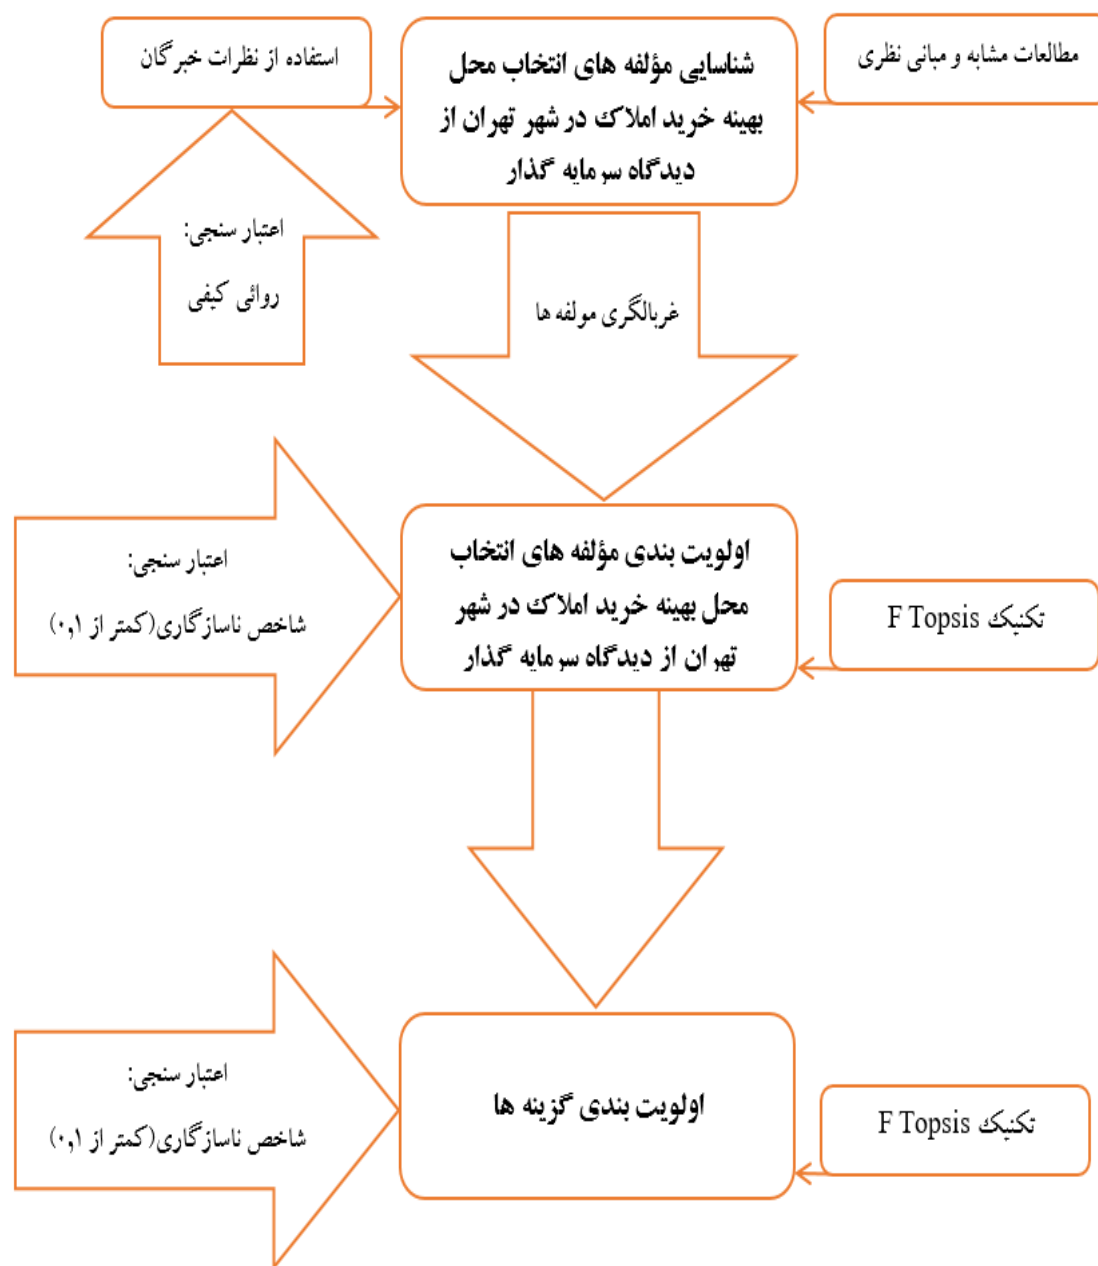 مطالعات مشابه و مبانی نظری
شناسایی مؤلفه های انتخاب محل
بهینه خرید املاک در شهر تهران از
دیدگاه سرمایه گذار
استفاده از نظرات خبرگان
اعتبار سنجی:
روائی کیفی
غربالگری مولفه ها
تکنیک F Topsis
اولویت بندی مؤلفه های انتخاب
محل بهینه خرید املاک در شهر
تهران از دیدگاه سرمایه گذار
اعتبار سنجی:
شاخص ناسازگاری(کمتر از ۰,۱)
تکنیک F Topsis
اولویت بندی گزینه ها
اعتبار سنجی:
شاخص ناسازگاری(کمتر از ۰,۱)